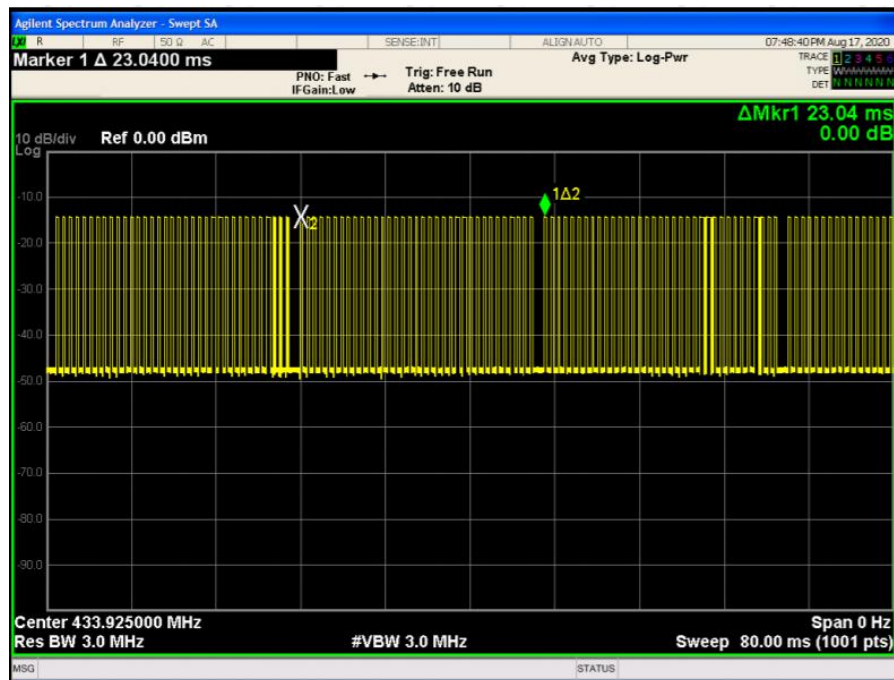 Agilent Spectrum Analyzer - Swept SA
LXI R RF 50 Ω AC SENSE:INT ALIGN AUTO 07:48:40 PM Aug 17, 2020
Marker 1 Δ 23.0400 ms Avg Type: Log-Pwr TRACE 1 2 3 4 5 6
PNO: Fast Trig: Free Run TYPE W
IFGain:Low Atten: 10 dB DET N N N N N N
ΔMkr1 23.04 ms
10 dB/div Ref 0.00 dBm 0.00 dB
Log
-10.0
1Δ2
X2
-20.0
-30.0
-40.0
-50.0
-60.0
-70.0
-80.0
-90.0
Center 433.925000 MHz Span 0 Hz
Res BW 3.0 MHz #VBW 3.0 MHz Sweep 80.00 ms (1001 pts)
MSG STATUS